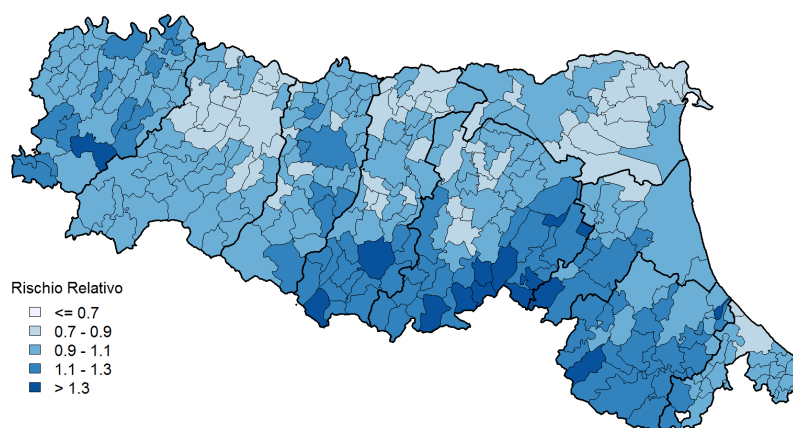 Rischio Relativo
<= 0.7
0.7 - 0.9
0.9 - 1.1
1.1 - 1.3
> 1.3